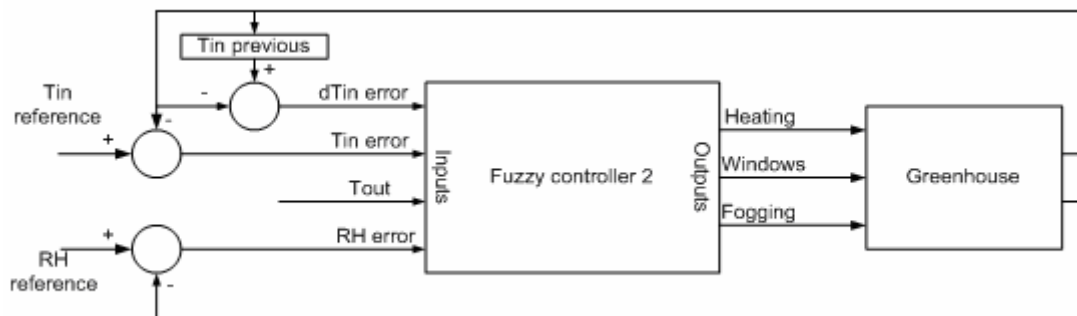 Tin previous
+
-
dTin error
Tin
reference
-
+
Tin error
Tout
RH error
+
RH
reference
-
Inputs
Fuzzy controller 2
Outputs
Heating
Windows
Fogging
Greenhouse